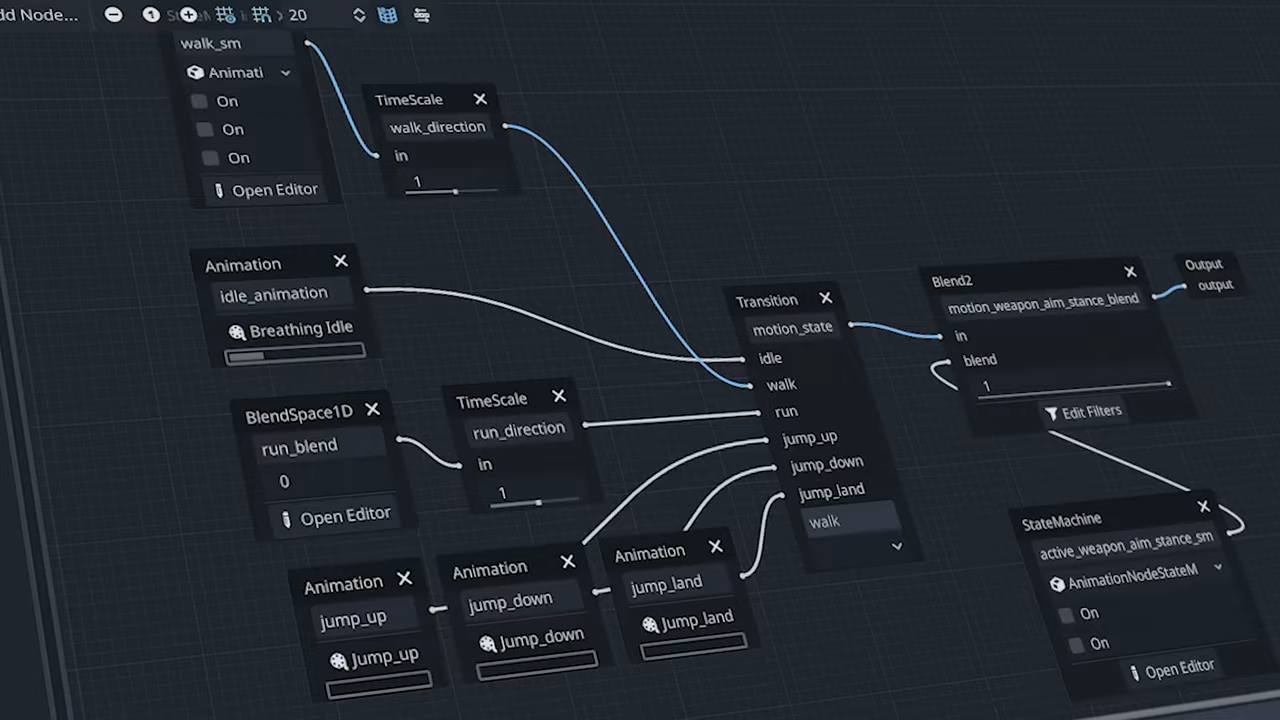 dd Node...
1
20
walk_sm
Animati
On
On
On
Open Editor
TimeScale
walk_direction
in
1
Animation
idle_animation
Breathing Idle
BlendSpace1D
run_blend
0
Open Editor
TimeScale
run_direction
in
1
Animation
jump_up
Jump_up
Animation
jump_down
Jump_down
Animation
jump_land
Jump_land
Transition
motion_state
idle
walk
run
jump_up
jump_down
jump_land
walk
Blend2
motion_weapon_aim_stance_blend
in
blend
1
Edit Filters
Output
output
StateMachine
active_weapon_aim_stance_sm
AnimationNodeStateM
On
On
Open Editor